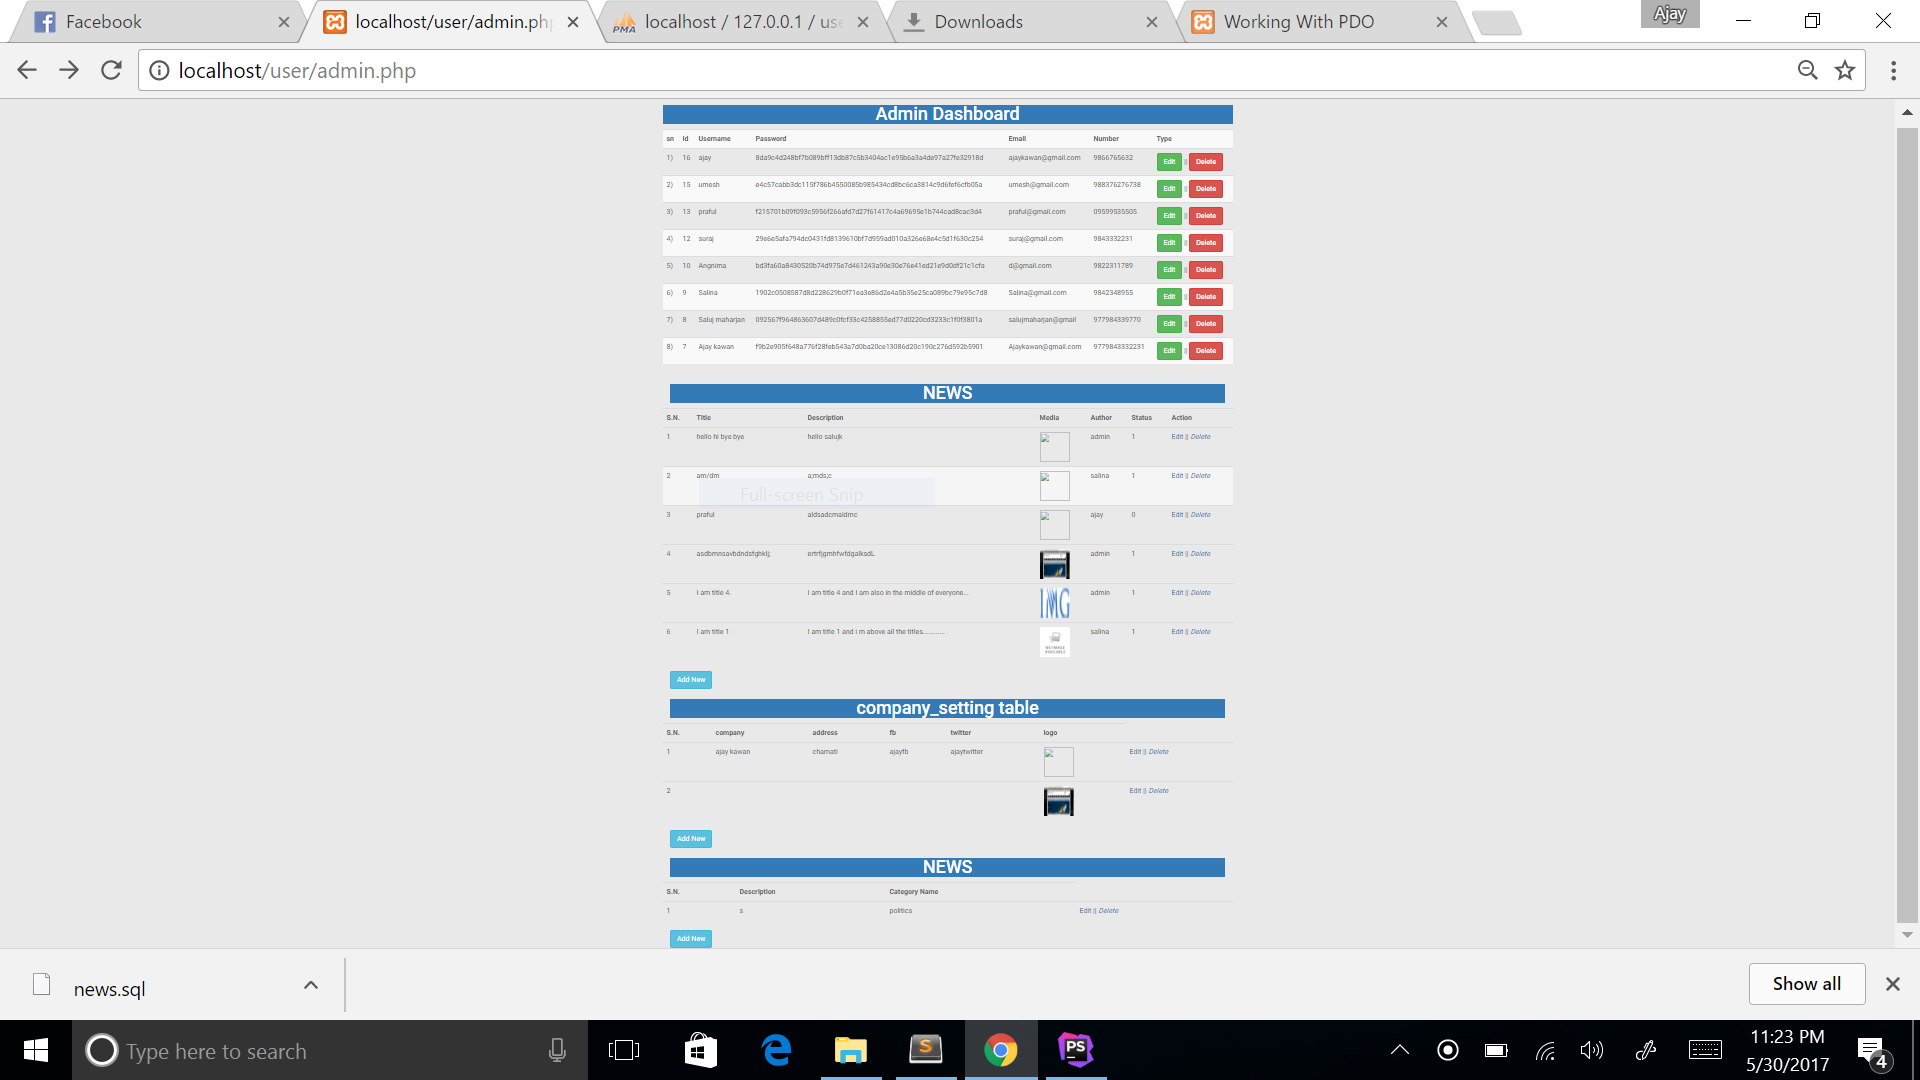 Facebook localhost/user/admin.php localhost / 127.0.0.1 / use Downloads Working With PDO Ajay
localhost/user/admin.php
Admin Dashboard
sn Id Username Password Email Number Type
1) 16 ajay 8da9c4d248bf7b089bff13db87c5b3404ac1e95b6a3a4de97a27fe32918d ajaykawan@gmail.com 9866765632 Edit || Delete
2) 15 umesh e4c57cabb3dc115f786b4550085b985434cd8bc6ca3814c9d6fef6cfb05a umesh@gmail.com 988376276738 Edit || Delete
3) 13 praful f215701b09f093c5956f266afd7d27f61417c4a69695e1b744cad8cac3d4 praful@gmail.com 09599535505 Edit || Delete
4) 12 suraj 29e6e5afa794dc0431fd8139610bf7d959ad010a326e68e4c5d1f630c254 suraj@gmail.com 9843332231 Edit || Delete
5) 10 Angnima bd3fa60a8430520b74d975e7d461243a90e30e76e41ed21e9d0df21c1cfa d@gmail.com 9822311789 Edit || Delete
6) 9 Salina 1902c0508587d8d228629b0f71ea3e86d2e4a5b35e25ca089bc79e95c7d8 Salina@gmail.com 9842348955 Edit || Delete
7) 8 Saluj maharjan 092567f964863607d489c0fcf33c4258855ed77d0220cd3233c1f0f3801a salujmaharjan@gmail 977984339770 Edit || Delete
8) 7 Ajay kawan f9b2e905f648a776f28feb543a7d0ba20ce13086d20c190c276d592b5901 Ajaykawan@gmail.com 9779843332231 Edit || Delete
NEWS
S.N. Title Description Media Author Status Action
1 hello hi bye bye hello salujk admin 1 Edit || Delete
2 am/dm a;mds;c salina 1 Edit || Delete
Full-screen Snip
3 praful aldsadcmaldmc ajay 0 Edit || Delete
4 asdbmnsavbdndsfghklj; ertrfjgmhfwfdgalksdL admin 1 Edit || Delete
5 I am title 4. I am title 4 and I am also in the middle of everyone... IMG admin 1 Edit || Delete
6 I am title 1 I am title 1 and i m above all the titles............ NO IMAGE AVAILABLE salina 1 Edit || Delete
Add New
company_setting table
S.N. company address fb twitter logo
1 ajay kawan chamati ajayfb ajaytwitter Edit || Delete
2 Edit || Delete
Add New
NEWS
S.N. Description Category Name
1 s politics Edit || Delete
Add New
news.sql Show all
Type here to search 11:23 PM
5/30/2017 4